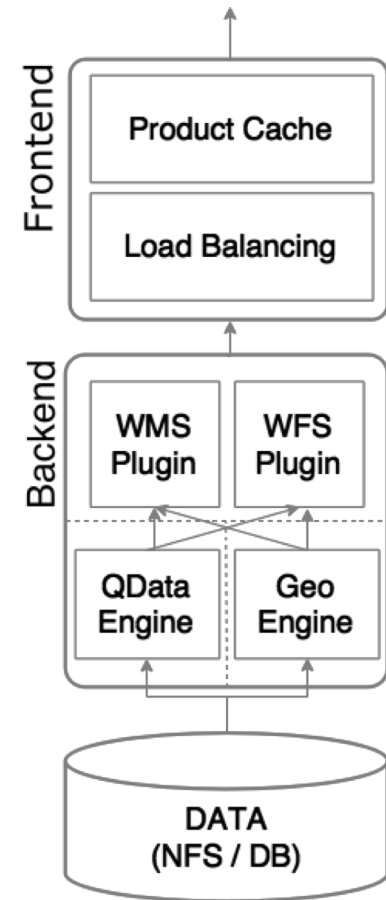 Frontend
Product Cache
Load Balancing
Backend
WMS
Plugin
WFS
Plugin
QData
Engine
Geo
Engine
DATA
(NFS / DB)